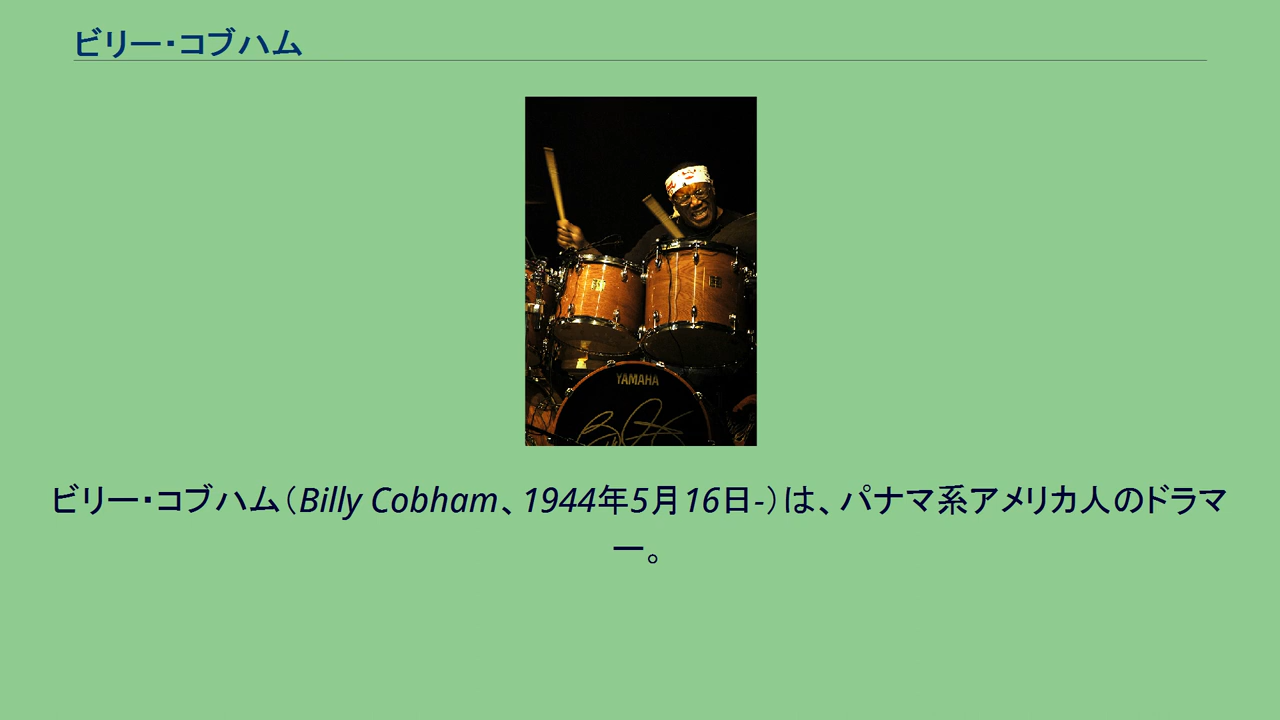 ビリー・コブハム
YAMAHA
ビリー・コブハム（Billy Cobham、1944年5月16日-）は、パナマ系アメリカ人のドラマ
ー。